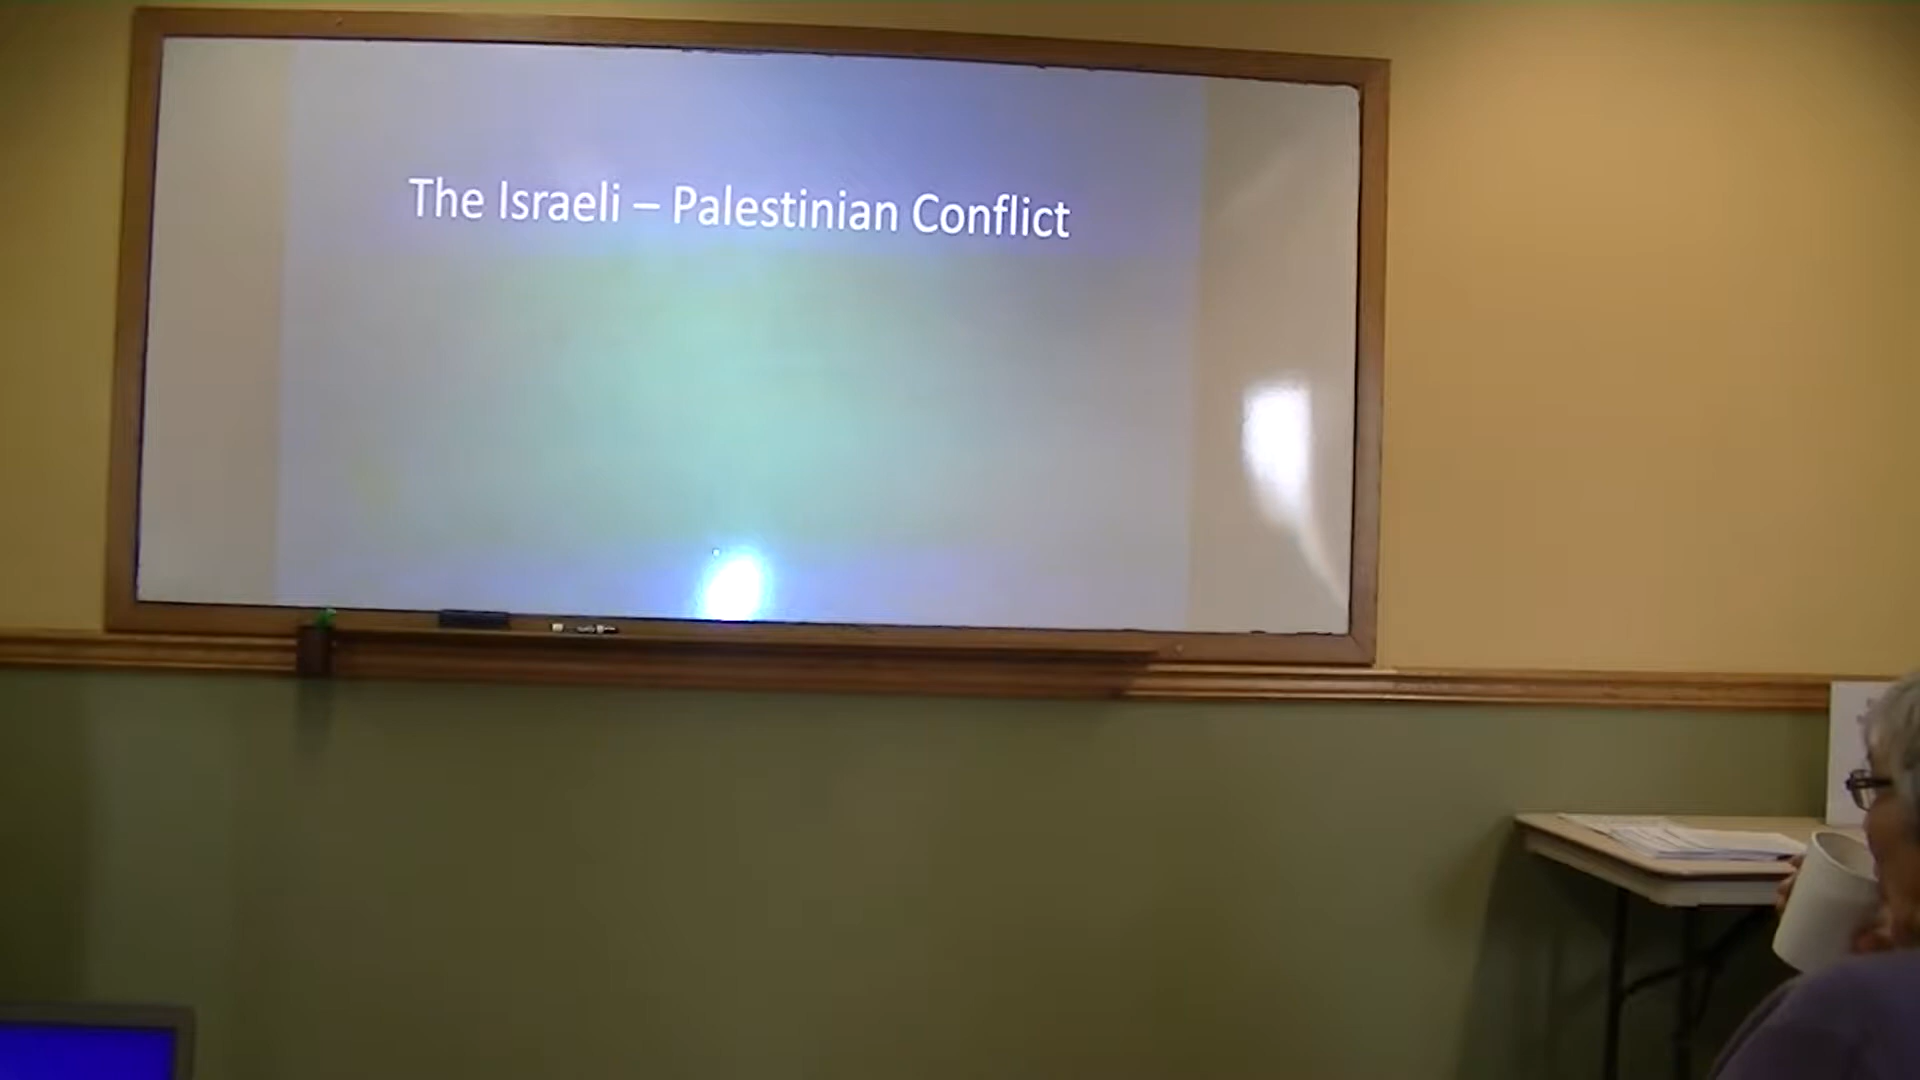 The Israeli – Palestinian Conflict